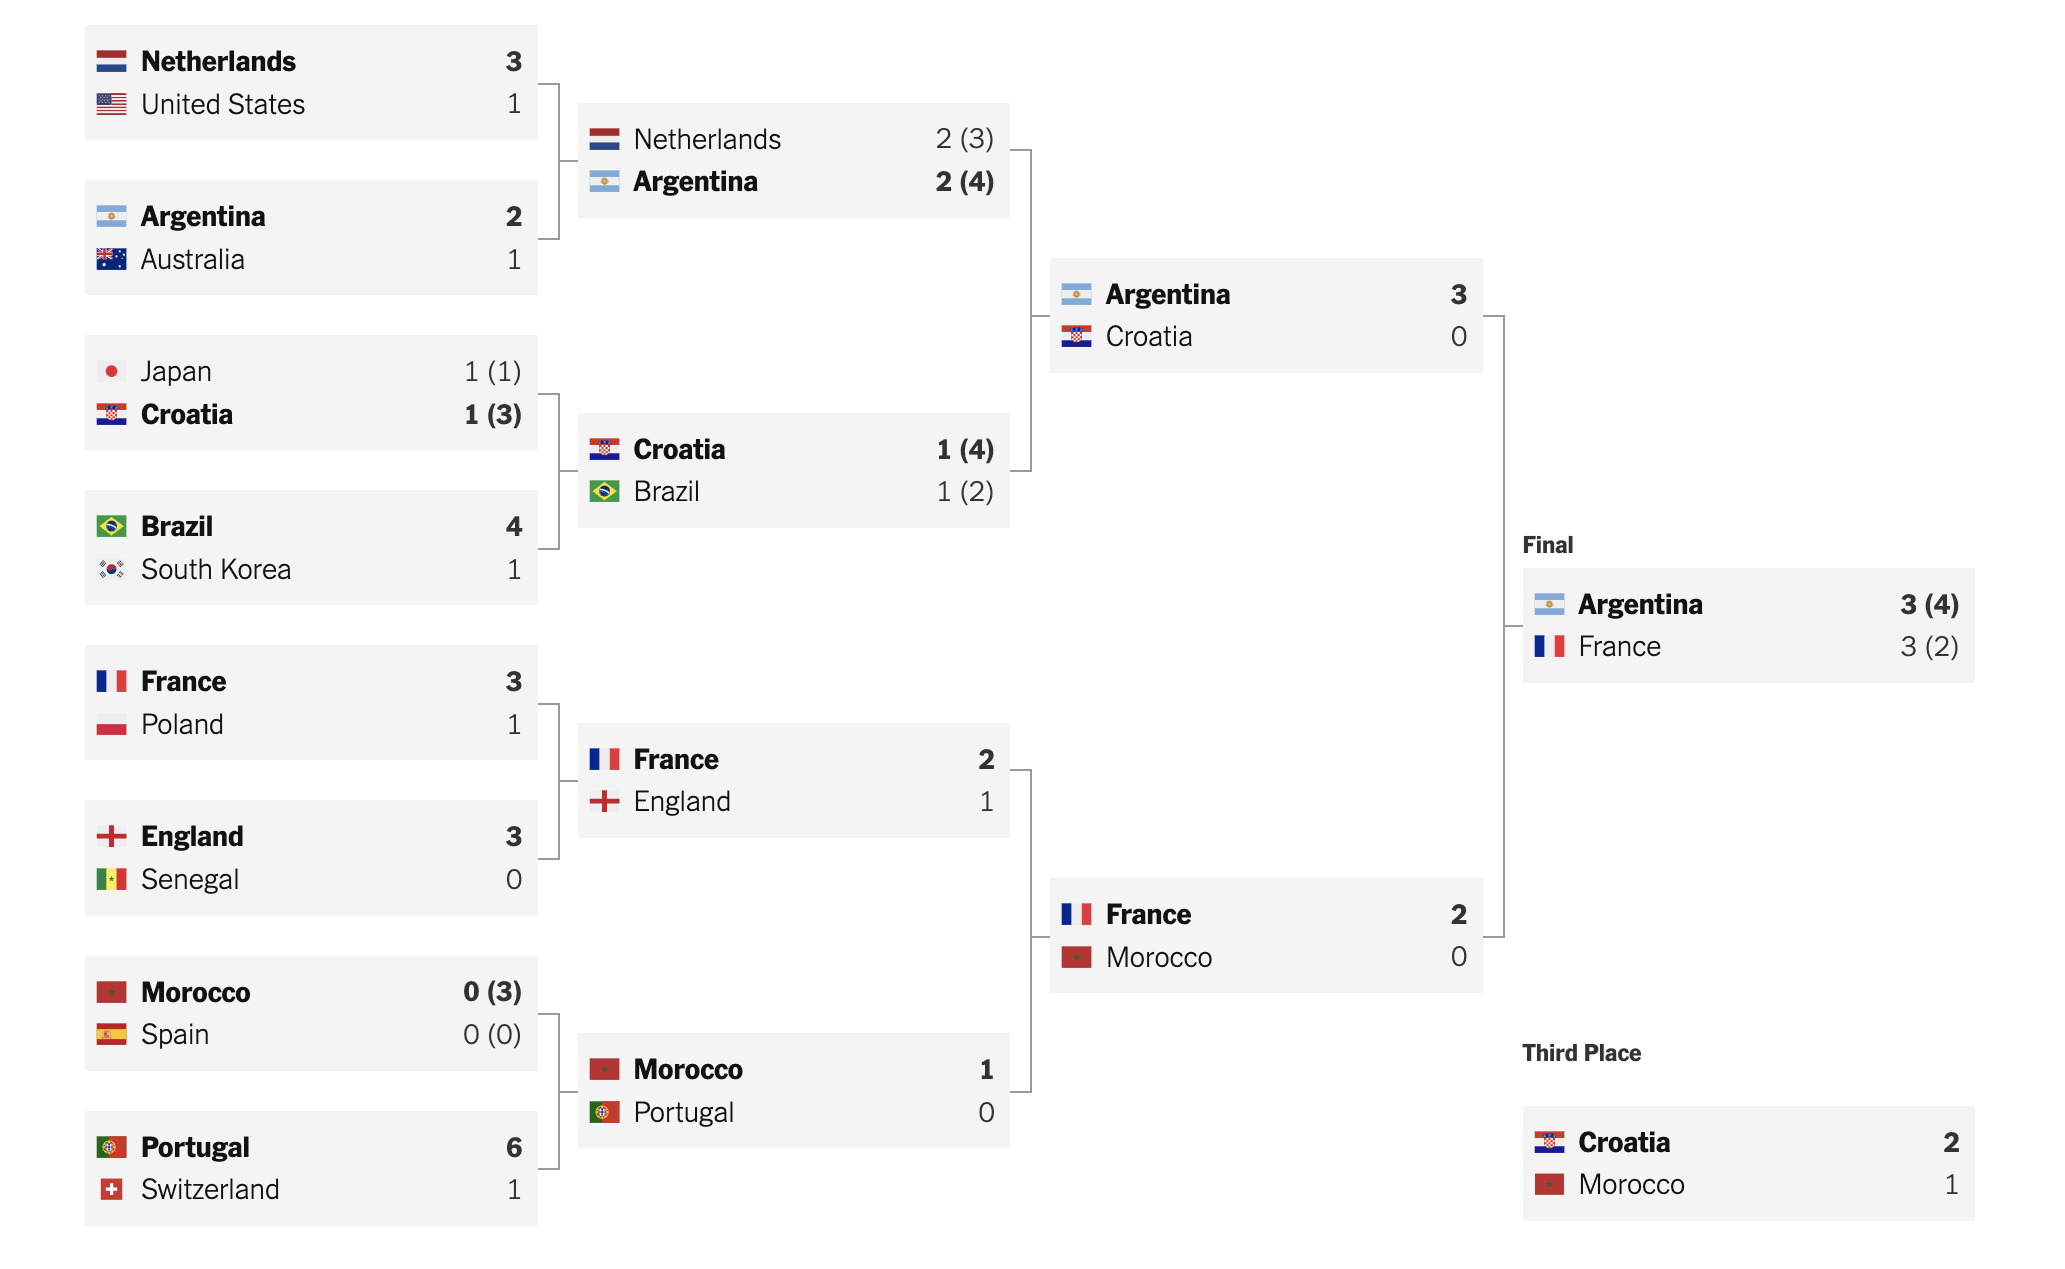 Netherlands 3
United States 1
Argentina 2
Australia 1
Japan 1 (1)
Croatia 1 (3)
Brazil 4
South Korea 1
France 3
Poland 1
England 3
Senegal 0
Morocco 0 (3)
Spain 0 (0)
Portugal 6
Switzerland 1
Netherlands 2 (3)
Argentina 2 (4)
Croatia 1 (4)
Brazil 1 (2)
France 2
England 1
Morocco 1
Portugal 0
Argentina 3
Croatia 0
France 2
Morocco 0
Final
Argentina 3 (4)
France 3 (2)
Third Place
Croatia 2
Morocco 1